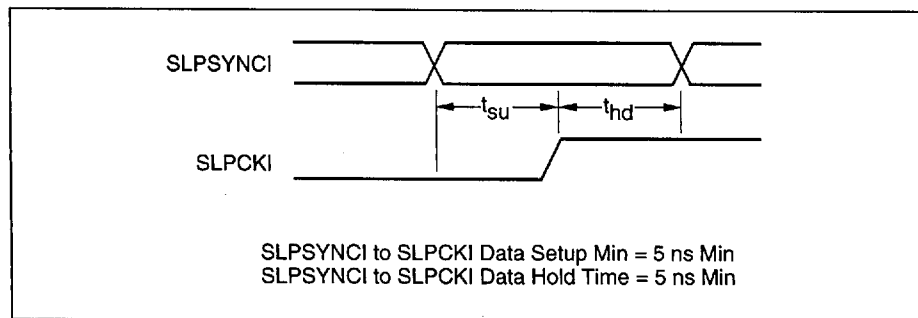 SLPSYNCI
tsu
thd
SLPCKI
SLPSYNCI to SLPCKI Data Setup Min = 5 ns Min
SLPSYNCI to SLPCKI Data Hold Time = 5 ns Min